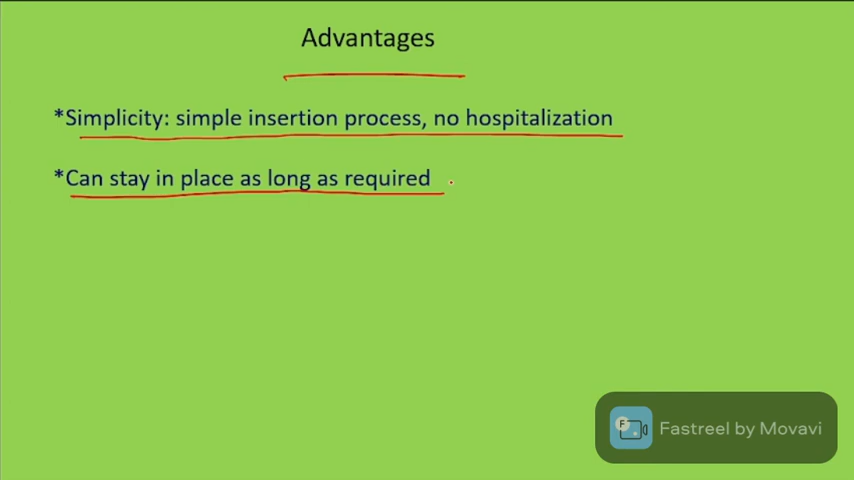 Advantages
*Simplicity: simple insertion process, no hospitalization
*Can stay in place as long as required
F
Fastreel by Movavi